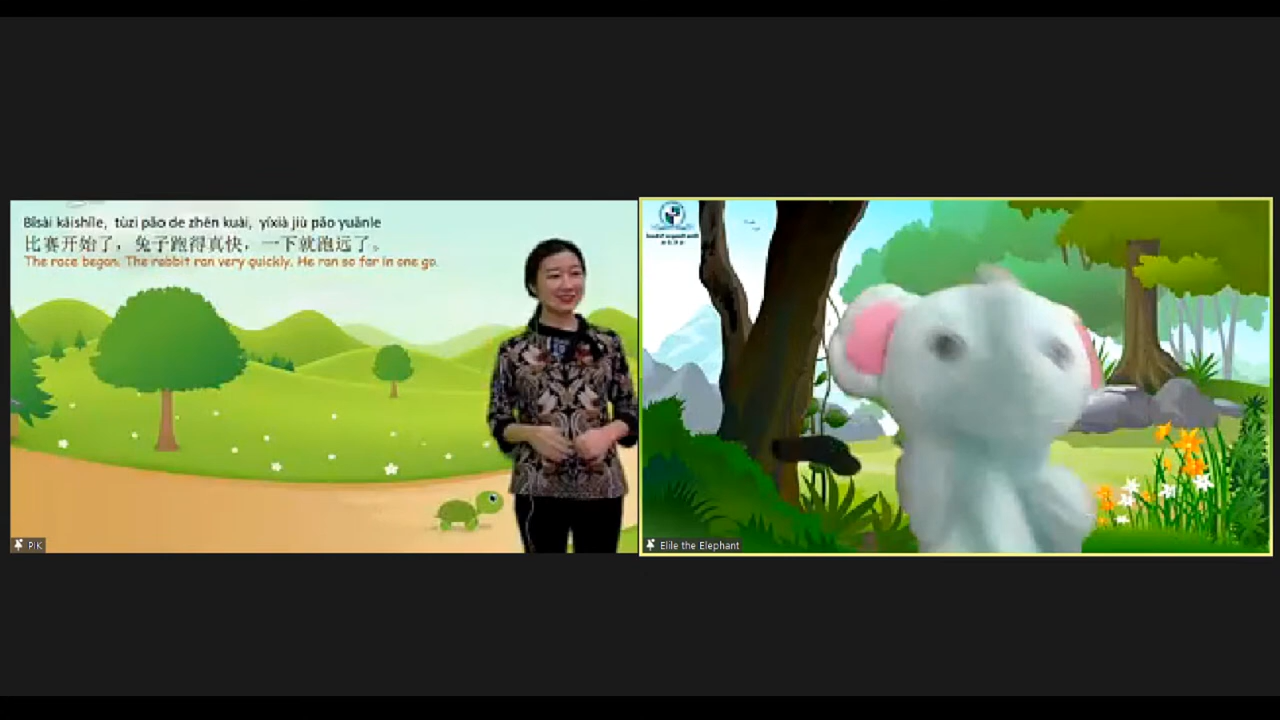 Bǐsài kāishǐle, tùzi pǎo de zhēn kuài, yíxià jiù pǎo yuǎnle
比赛开始了，兔子跑得真快，一下就跑远了。
The race began. The rabbit ran very quickly. He ran so far in one go.
PIK
Elile the Elephant